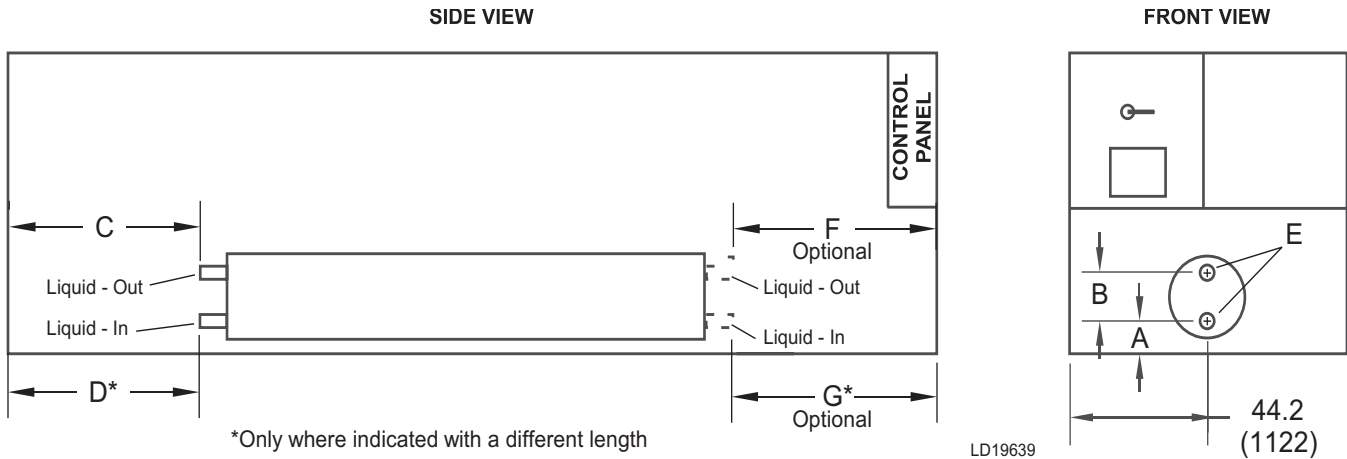 SIDE VIEW
FRONT VIEW
CONTROL
PANEL
C
F
Optional
E
Liquid - Out
Liquid - Out
B
Liquid - In
Liquid - In
A
D*
G*
Optional
44.2
(1122)
*Only where indicated with a different length
LD19639